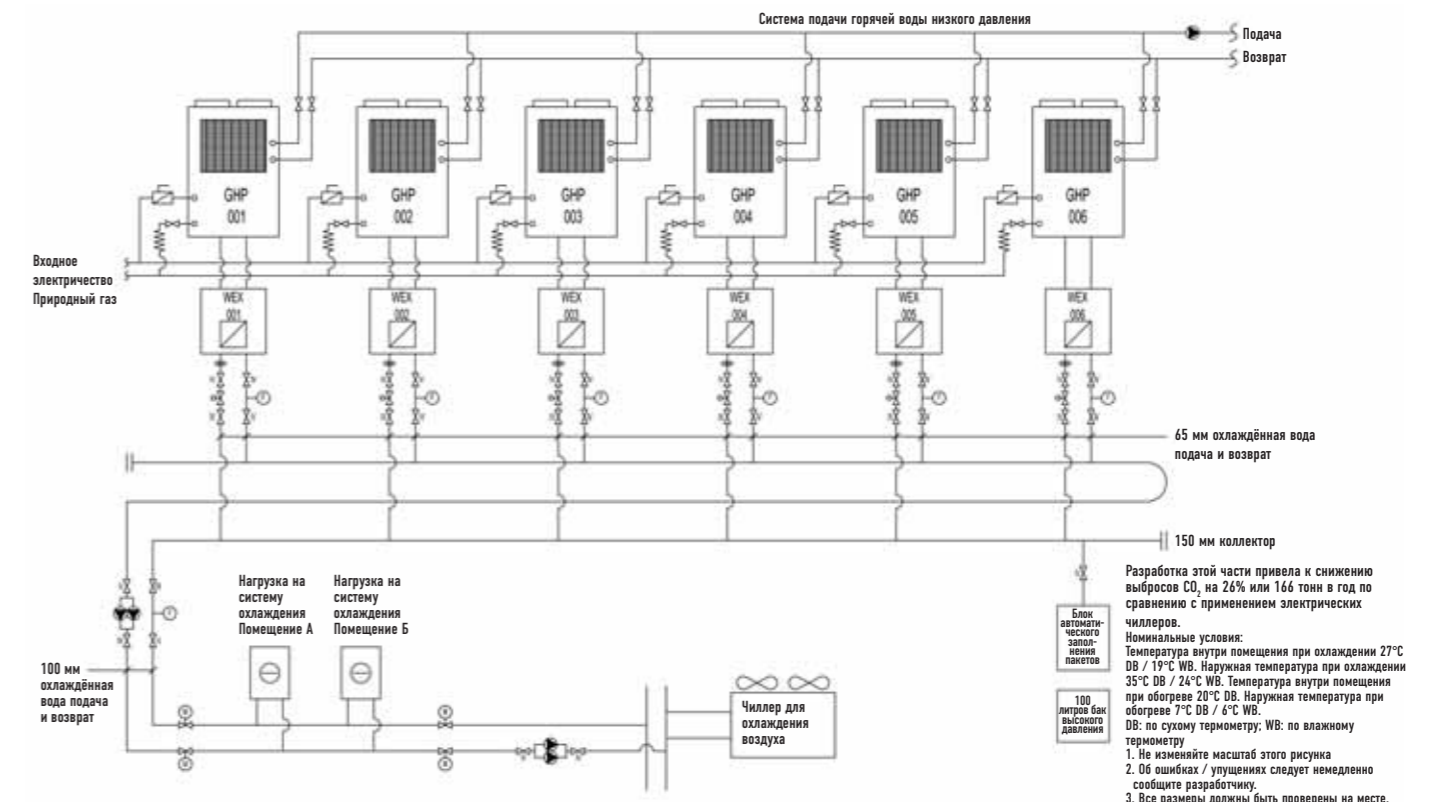 Система подачи горячей воды низкого давления
Подача
Возврат
GHP
001
GHP
002
GHP
003
GHP
004
GHP
005
GHP
006
Входное
электричество
Природный газ
WEX
001
WEX
002
WEX
003
WEX
004
WEX
005
WEX
006
65 мм охлаждённая вода
подача и возврат
150 мм коллектор
Нагрузка на
систему
охлаждения
Помещение А
Нагрузка на
систему
охлаждения
Помещение Б
100 мм
охлаждённая
вода подача
и возврат
Чиллер для
охлаждения
воздуха
Блок
автомати-
ческого
запол-
нения
пакетов
100
литров бак
высокого
давления
Разработка этой части привела к снижению
выбросов CO₂ на 26% или 166 тонн в год по
сравнению с применением электрических
чиллеров.
Номинальные условия:
Температура внутри помещения при охлаждении 27°C
DB / 19°C WB. Наружная температура при охлаждении
35°C DB / 24°C WB. Температура внутри помещения
при обогреве 20°C DB. Наружная температура при
обогреве 7°C DB / 6°C WB.
DB: по сухому термометру; WB: по влажному
термометру
1. Не изменяйте масштаб этого рисунка
2. Об ошибках / упущениях следует немедленно
сообщите разработчику.
3. Все размеры должны быть проверены на месте.